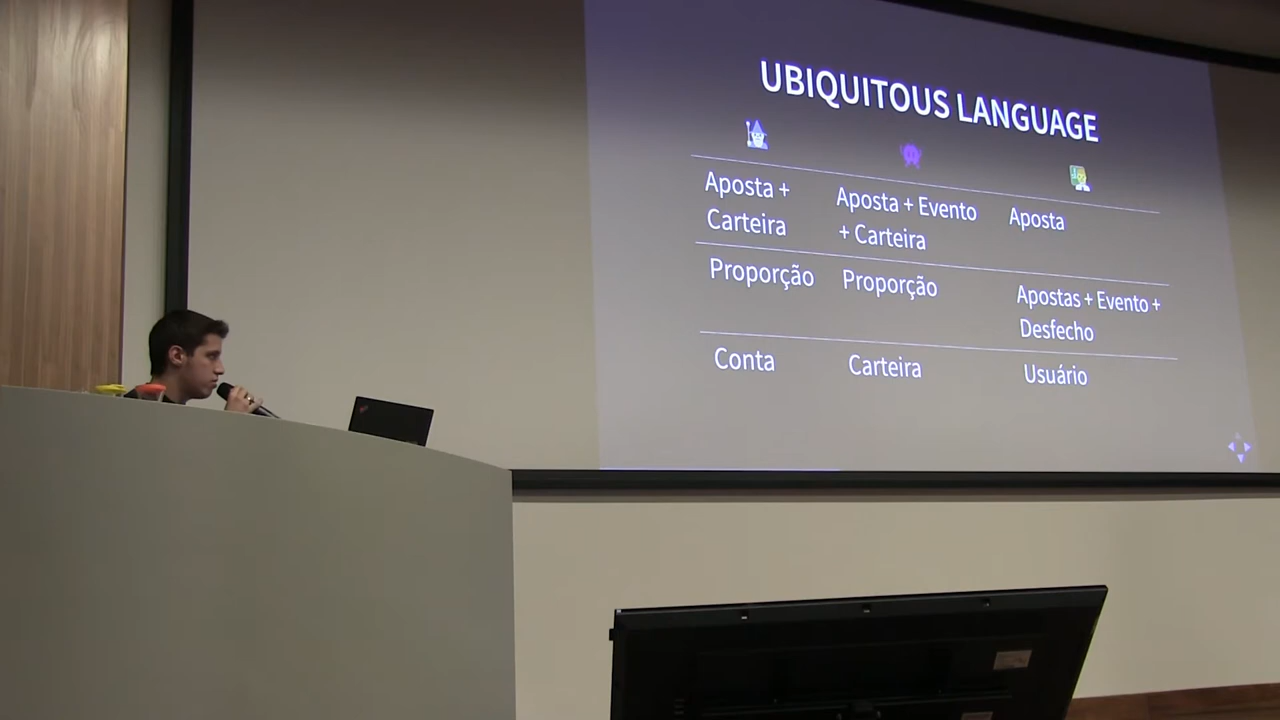 UBIQUITOUS LANGUAGE
Aposta +
Carteira
Aposta + Evento
+ Carteira
Aposta
Proporção
Proporção
Apostas + Evento +
Desfecho
Conta
Carteira
Usuário